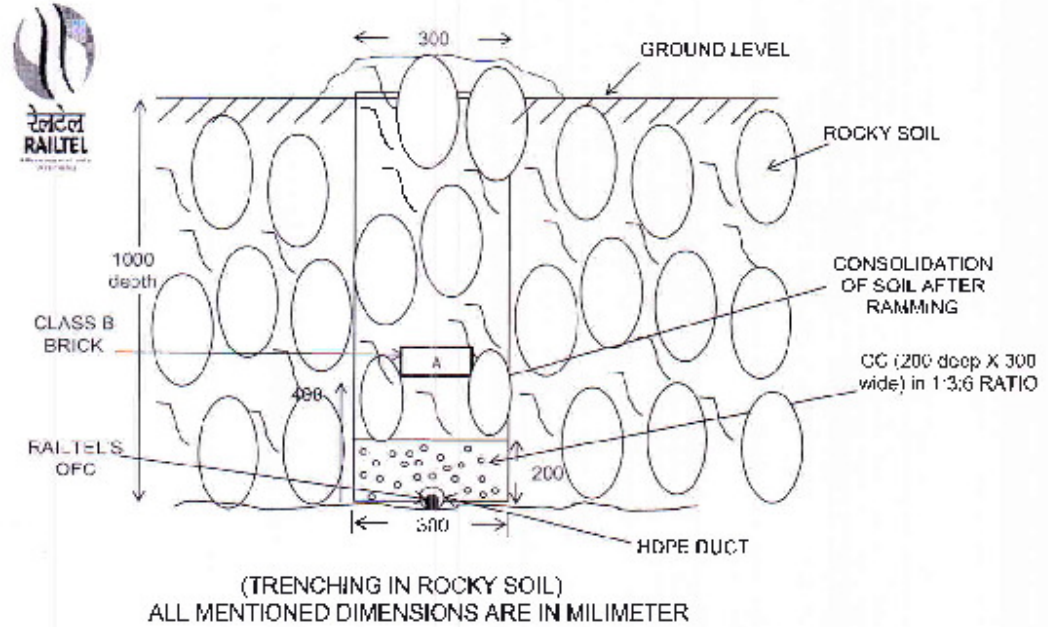 रेलटेल
RAILTEL
300
GROUND LEVEL
ROCKY SOIL
1000
depth
CONSOLIDATION
OF SOIL AFTER
RAMMING
CLASS B
BRICK
A
CC (200 deep X 300
wide) in 1:3:6 RATIO
400
RAILTEL'S
OFC
200
300
HDPE DUCT
(TRENCHING IN ROCKY SOIL)
ALL MENTIONED DIMENSIONS ARE IN MILIMETER